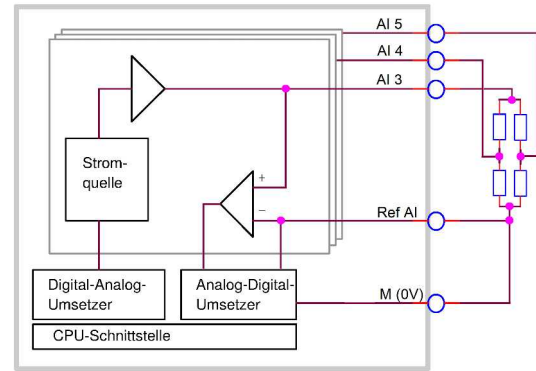 AI 5
AI 4
AI 3
Strom-
quelle
+
–
Ref AI
Digital-Analog-
Umsetzer
Analog-Digital-
Umsetzer
M (0V)
CPU-Schnittstelle